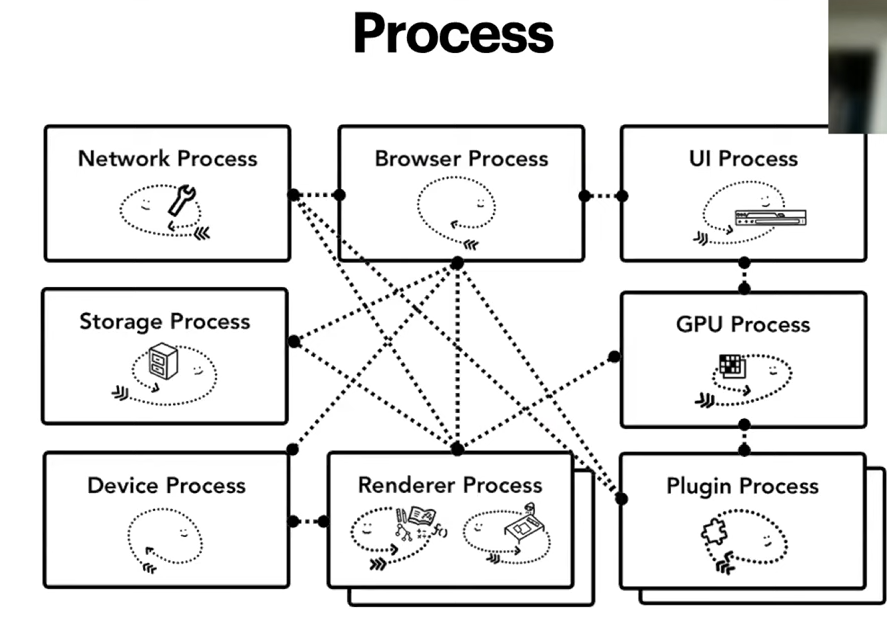 Process
Network Process
Browser Process
UI Process
Storage Process
GPU Process
Device Process
Renderer Process
f()
Plugin Process